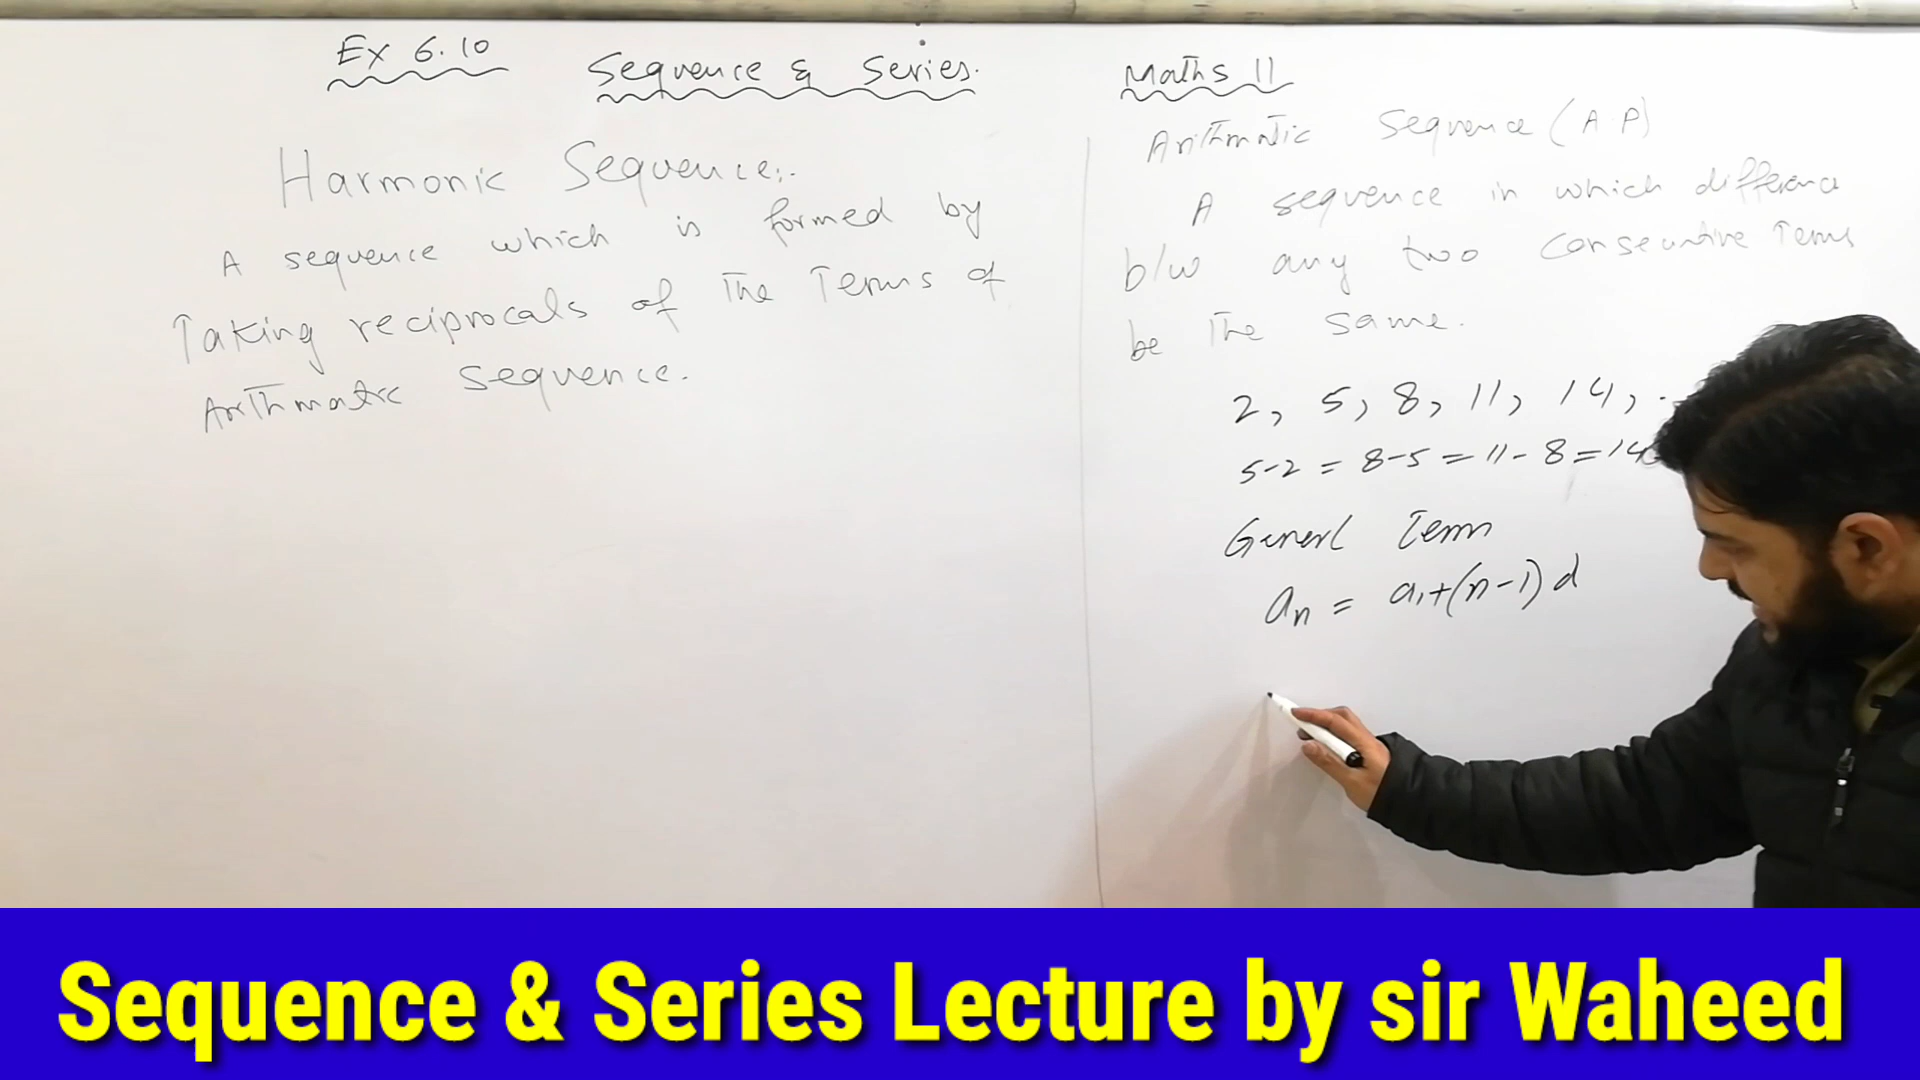 Ex 6.10
Sequence & Series.
Maths 11
Harmonic Sequence:.
A sequence which is formed by
Taking reciprocals of the Terms of
Arithmatic sequence.
Arithmatic Sequence (A.P)
A sequence in which difference
b/w any two consecutive Terms
be the same.
2, 5, 8, 11, 14, .
5-2 = 8-5 = 11-8 = 14
Generl Term
an = a1+(n-1)d
Sequence & Series Lecture by sir Waheed